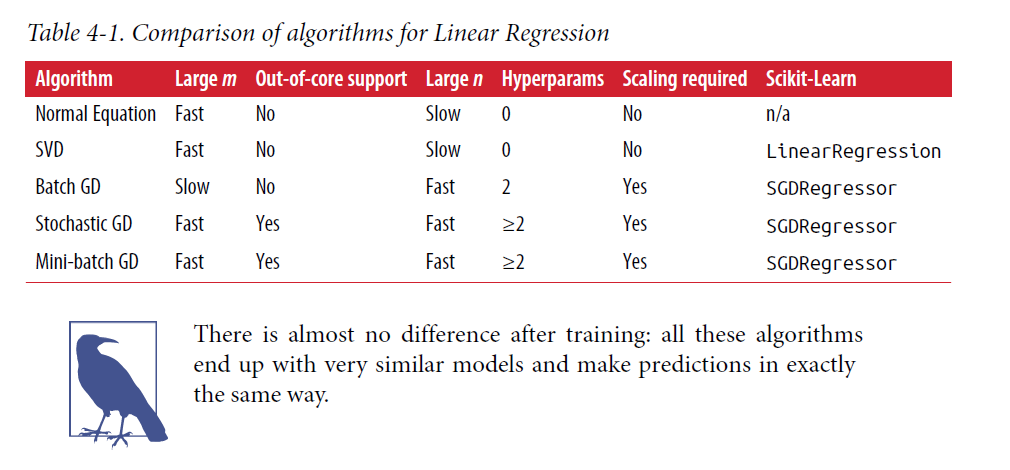 Table 4-1. Comparison of algorithms for Linear Regression
Algorithm Large m Out-of-core support Large n Hyperparams Scaling required Scikit-Learn
Normal Equation Fast No Slow 0 No n/a
SVD Fast No Slow 0 No LinearRegression
Batch GD Slow No Fast 2 Yes SGDRegressor
Stochastic GD Fast Yes Fast ≥2 Yes SGDRegressor
Mini-batch GD Fast Yes Fast ≥2 Yes SGDRegressor
There is almost no difference after training: all these algorithms
end up with very similar models and make predictions in exactly
the same way.